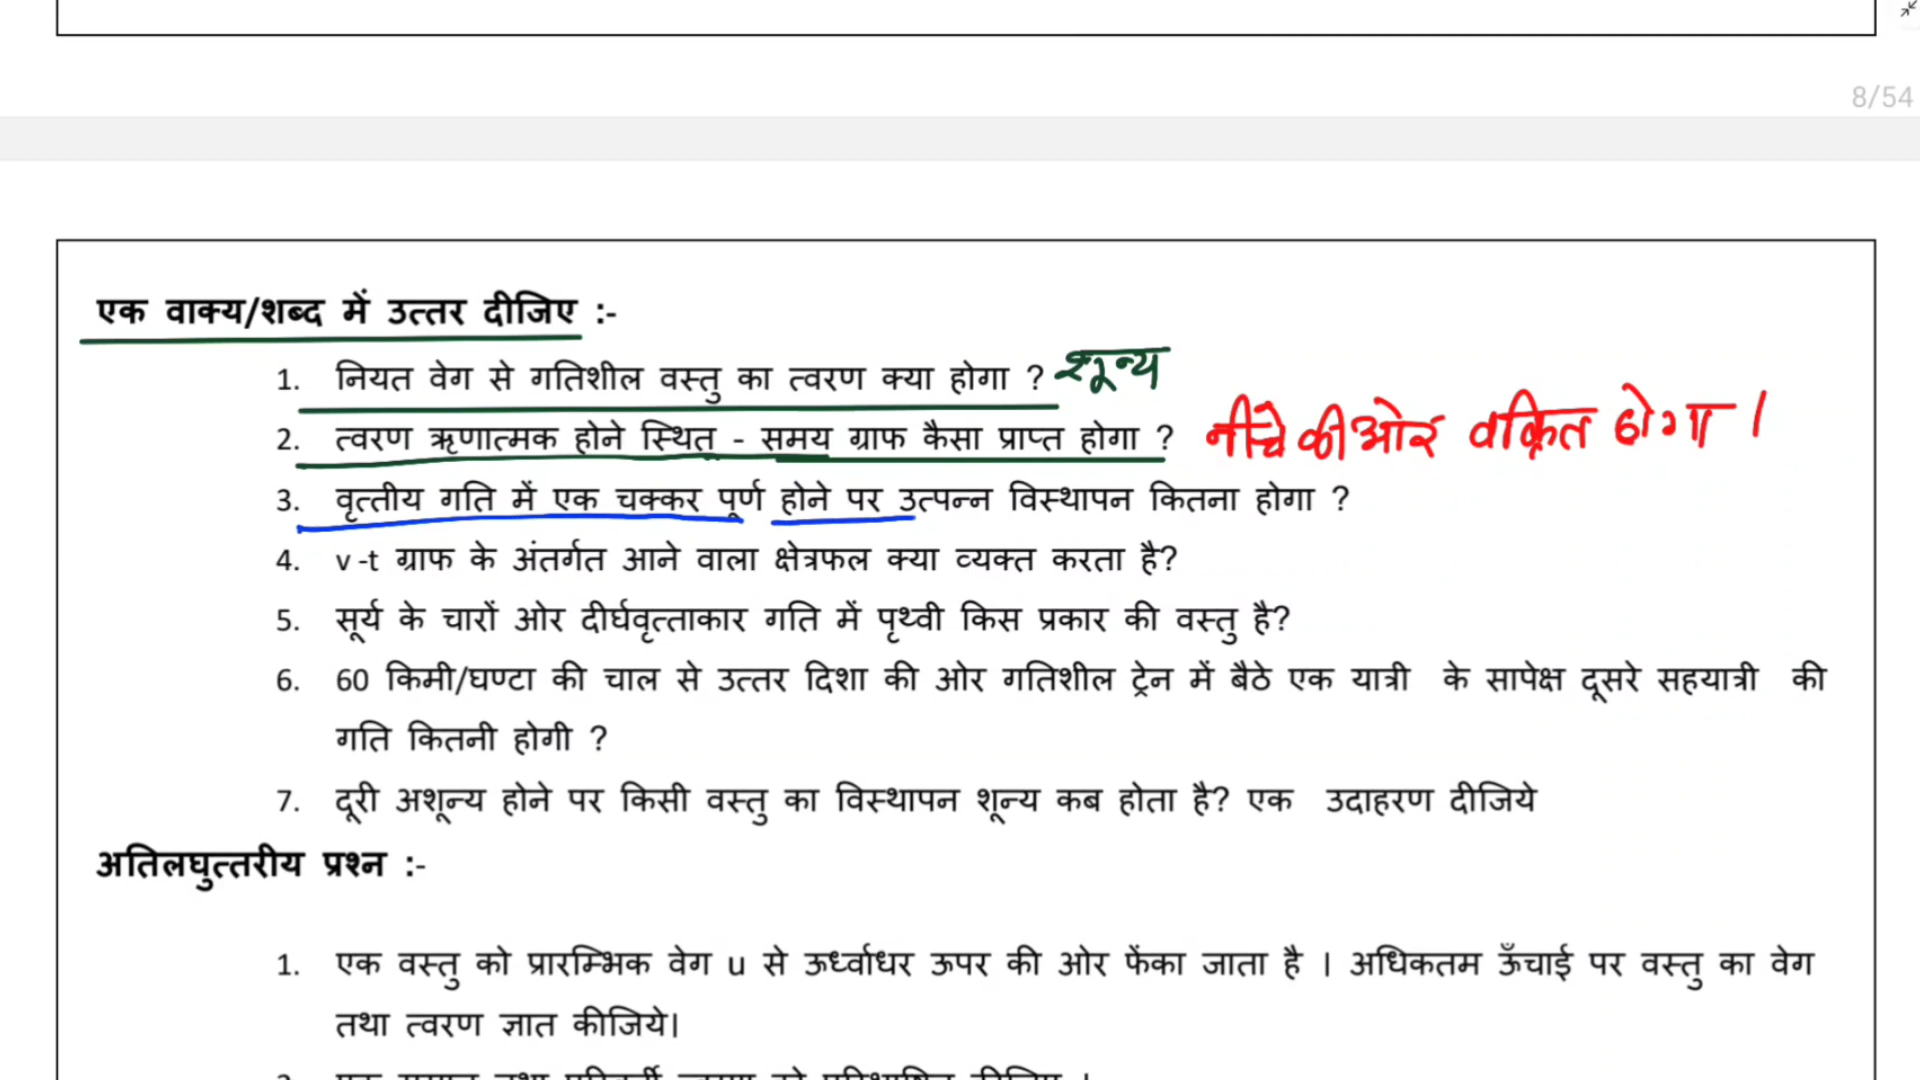 8/54
एक वाक्य/शब्द में उत्तर दीजिए :-
1. नियत वेग से गतिशील वस्तु का त्वरण क्या होगा ? शून्य
2. त्वरण ऋणात्मक होने स्थित - समय ग्राफ कैसा प्राप्त होगा ? नीचे की ओर वक्रित होगा ।
3. वृत्तीय गति में एक चक्कर पूर्ण होने पर उत्पन्न विस्थापन कितना होगा ?
4. v -t ग्राफ के अंतर्गत आने वाला क्षेत्रफल क्या व्यक्त करता है?
5. सूर्य के चारों ओर दीर्घवृत्ताकार गति में पृथ्वी किस प्रकार की वस्तु है?
6. 60 किमी/घण्टा की चाल से उत्तर दिशा की ओर गतिशील ट्रेन में बैठे एक यात्री के सापेक्ष दूसरे सहयात्री की
गति कितनी होगी ?
7. दूरी अशून्य होने पर किसी वस्तु का विस्थापन शून्य कब होता है? एक उदाहरण दीजिये
अतिलघुत्तरीय प्रश्न :-
1. एक वस्तु को प्रारम्भिक वेग u से ऊर्ध्वाधर ऊपर की ओर फेंका जाता है । अधिकतम ऊँचाई पर वस्तु का वेग
तथा त्वरण ज्ञात कीजिये।